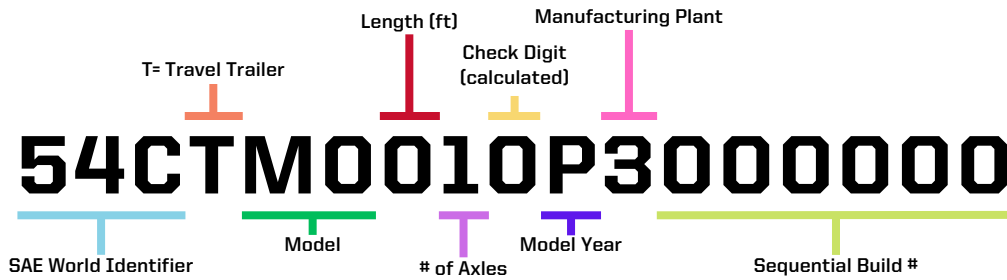 Length (ft)
Manufacturing Plant
Check Digit
(calculated)
T= Travel Trailer
54CTM0010P3000000
SAE World Identifier
Model
# of Axles
Model Year
Sequential Build #